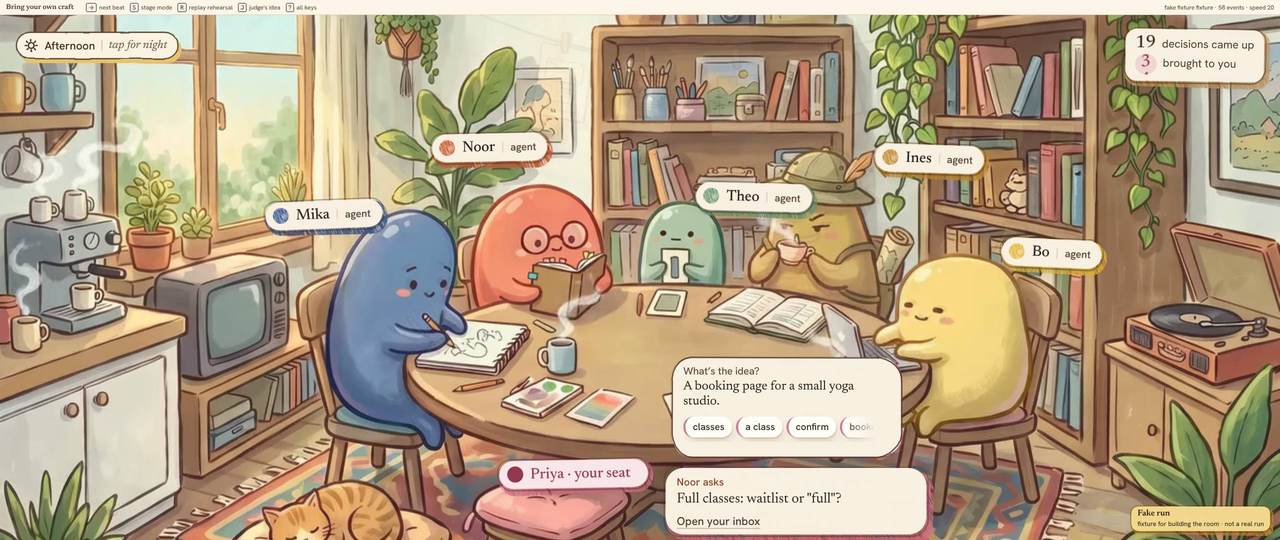 Bring your own craft
→ next beat S stage mode R replay rehearsal J judge's idea ? all keys
fake fixture fixture · 56 events · speed 20
Afternoon tap for night
19 decisions came up
3 brought to you
Noor agent
Ines agent
Theo agent
Mika agent
Bo agent
What's the idea?
A booking page for a small yoga
studio.
classes a class confirm book
Priya · your seat
Noor asks
Full classes: waitlist or "full"?
Open your inbox
Fake run
fixture for building the room · not a real run